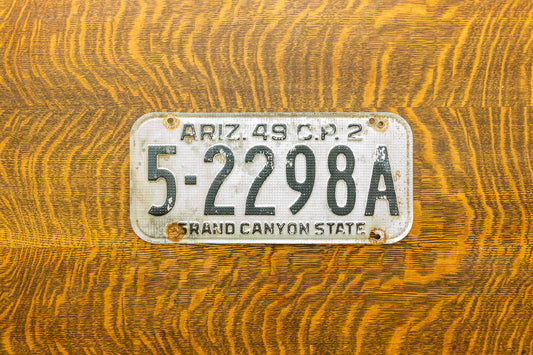 ARIZ. 49 C.P. 2
5-2298A
GRAND CANYON STATE